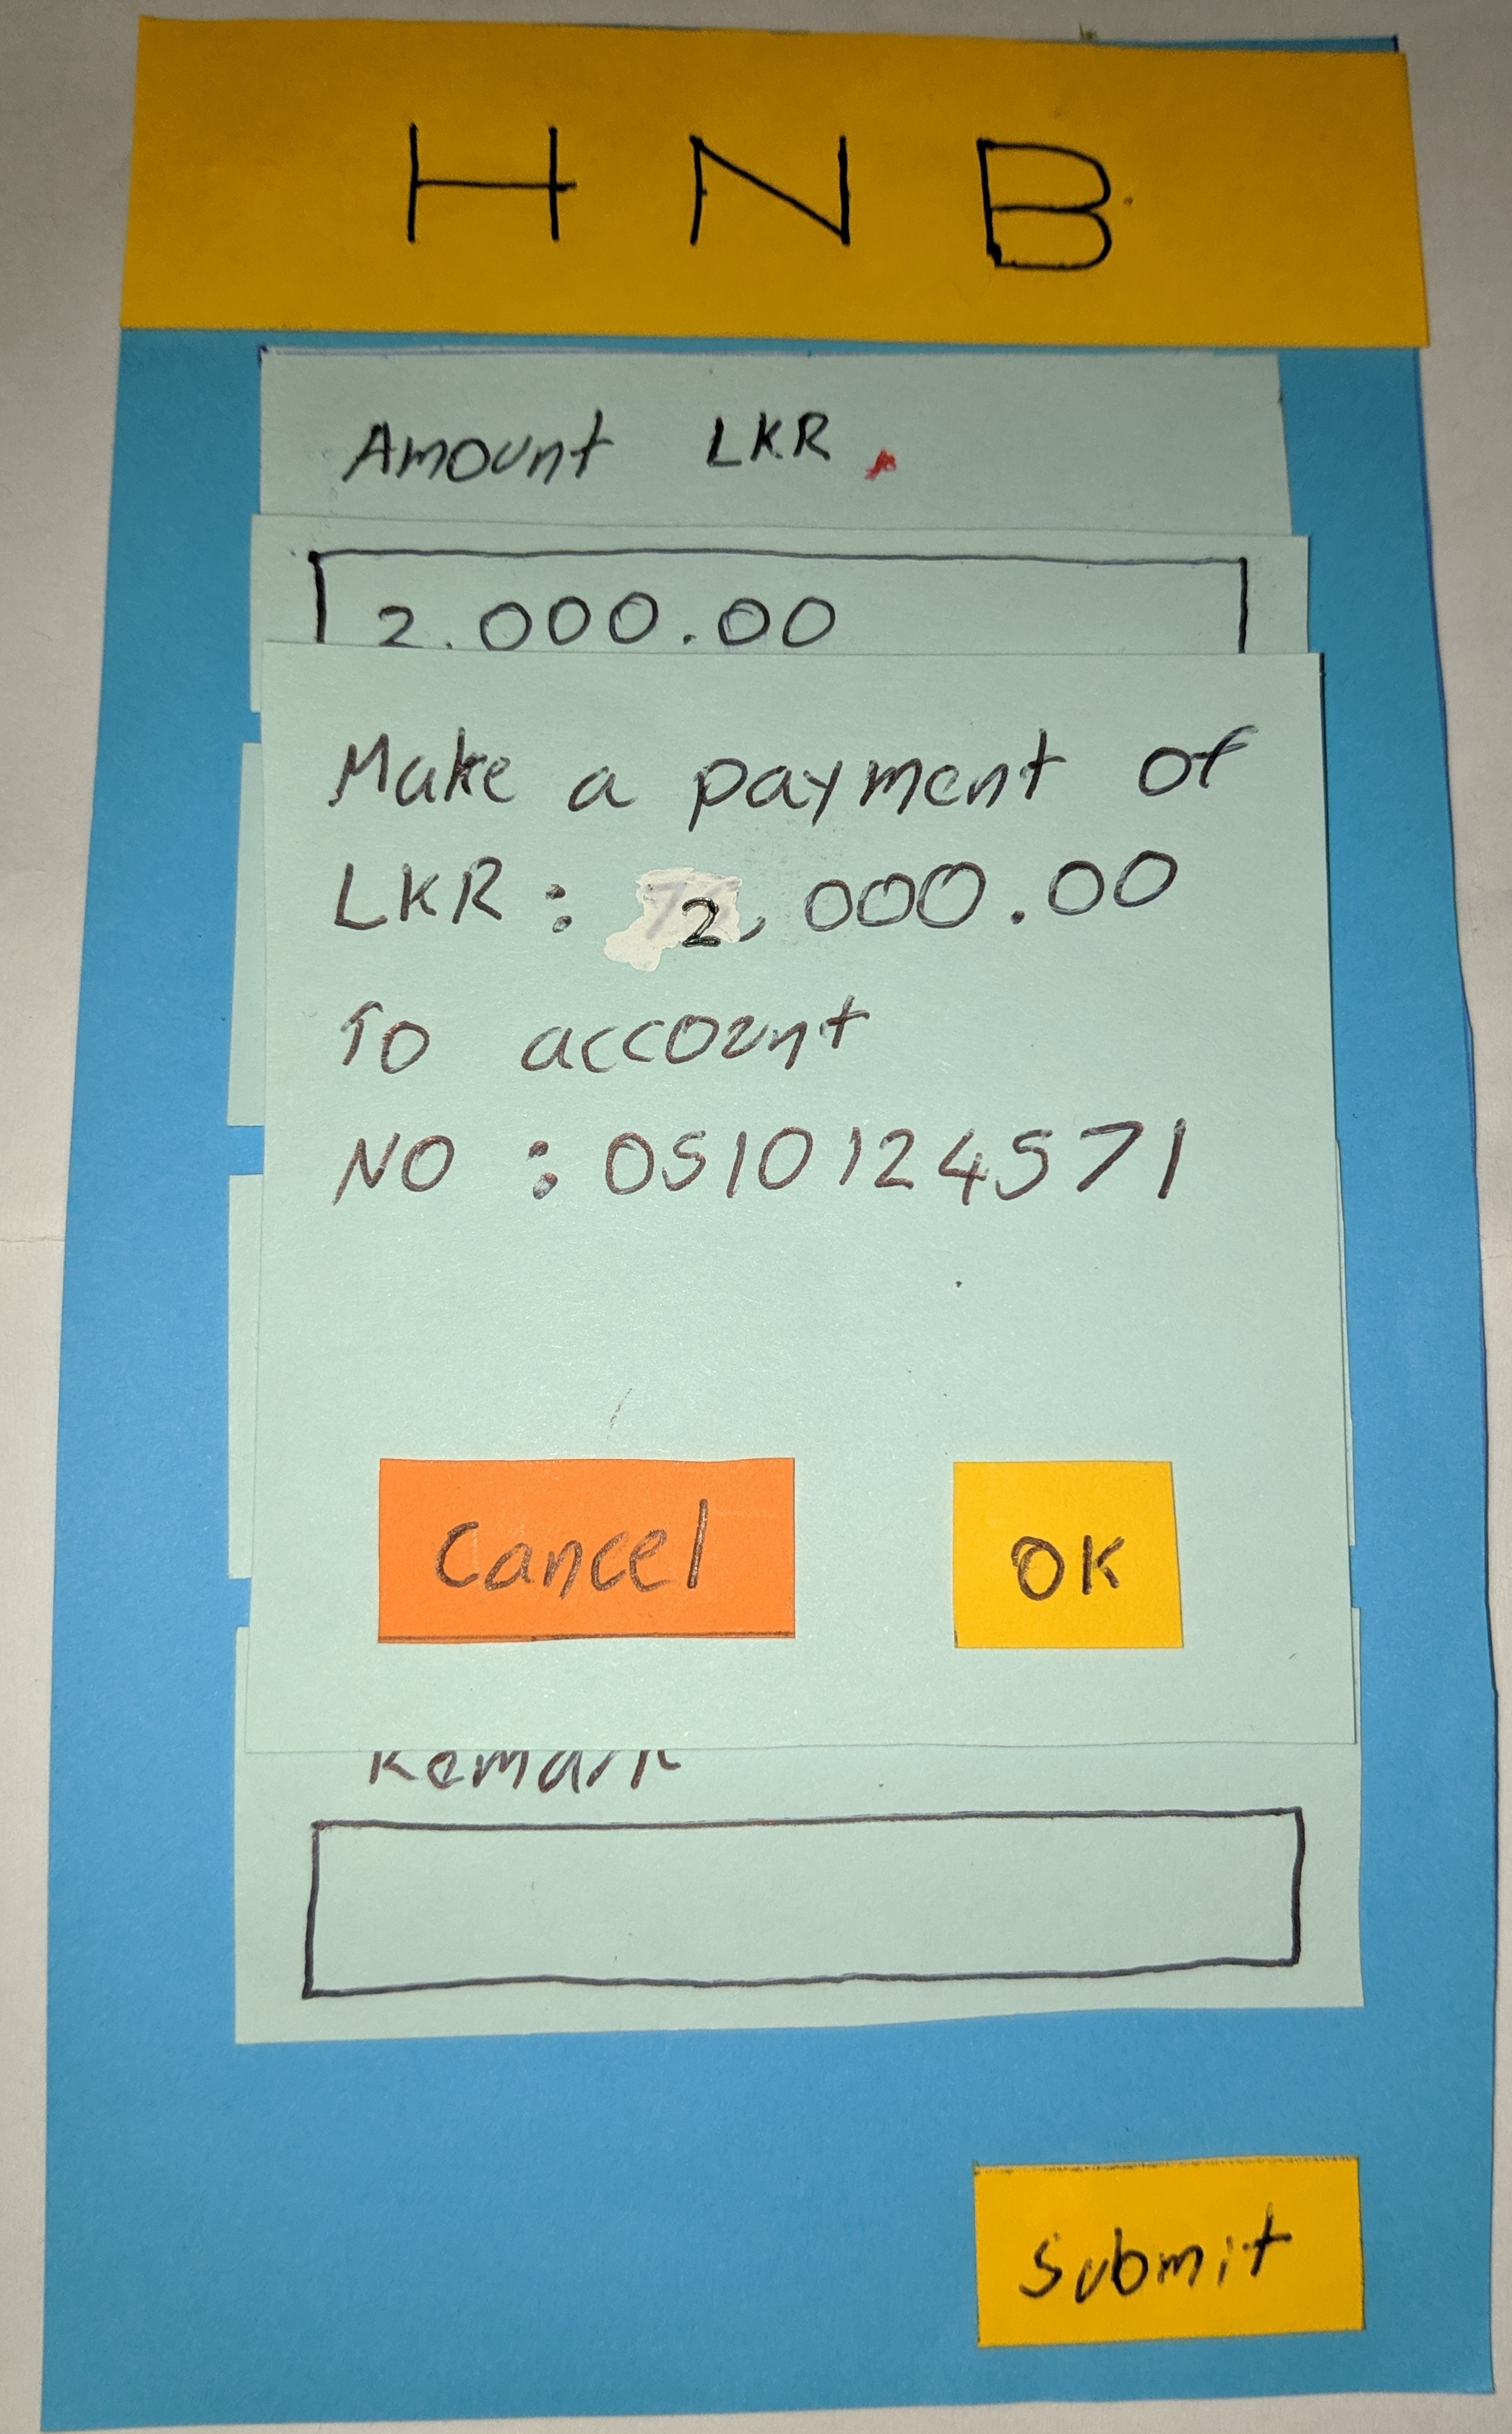 H N B
Amount LKR
2.000.00
Make a payment of
LKR : 2,000.00
To account
NO : 0510124571
Cancel
OK
Remark
Submit